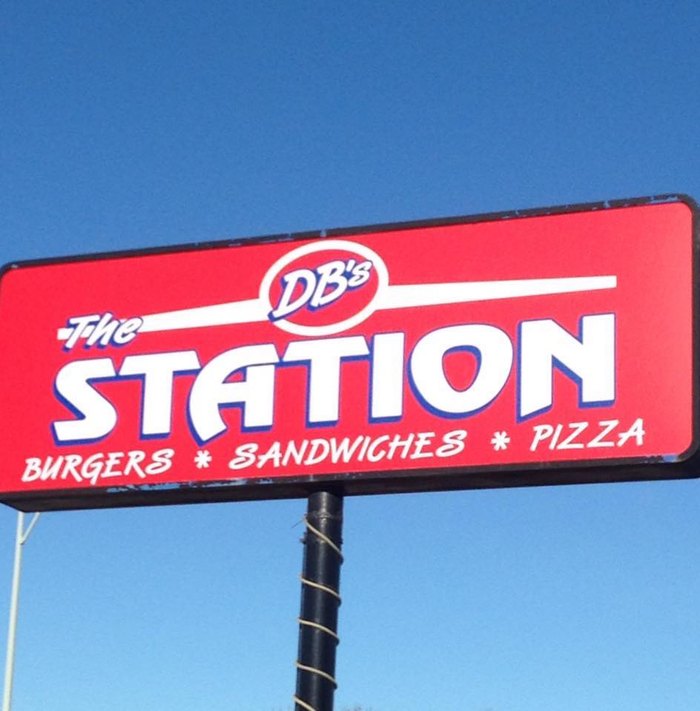 DB's
The
STATION
BURGERS * SANDWICHES * PIZZA